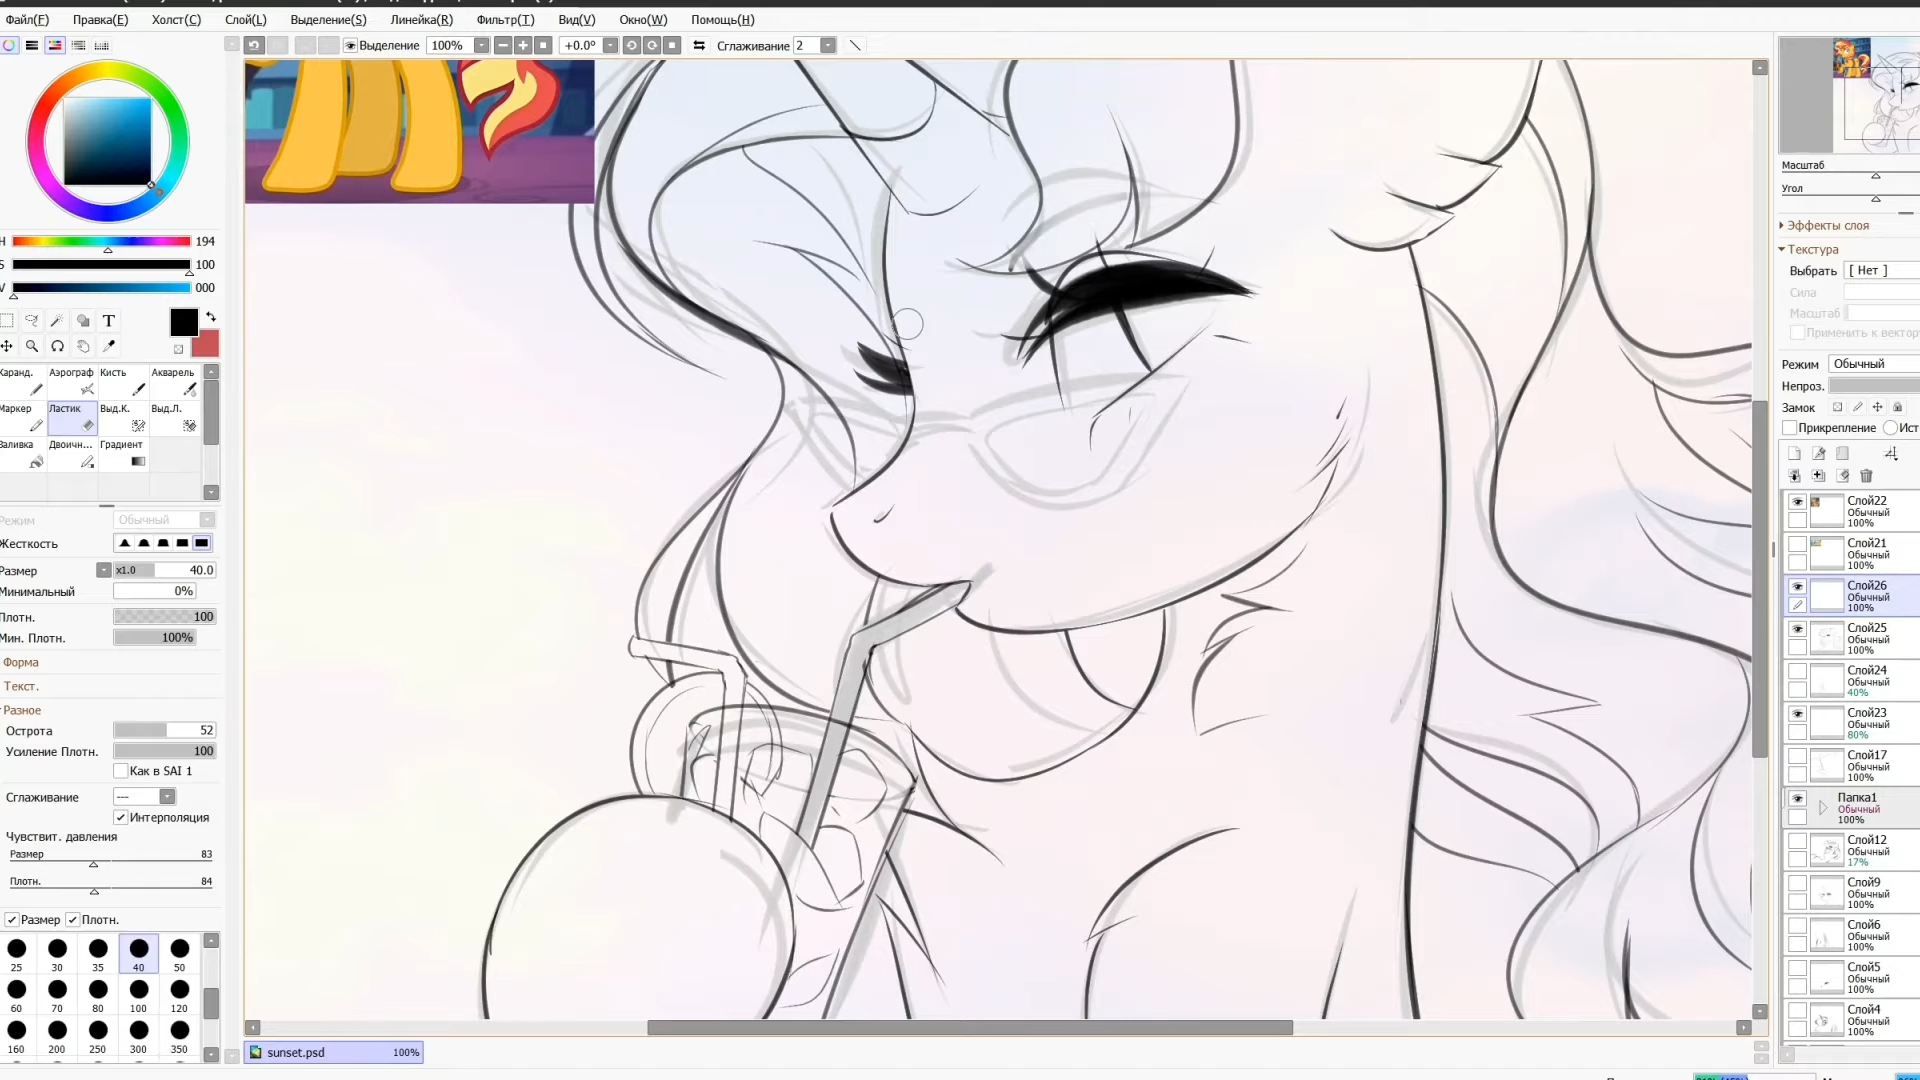 Файл(F) Правка(E) Холст(C) Слой(L) Выделение(S) Линейка(R) Фильтр(T) Вид(V) Окно(W) Помощь(H)
Выделение 100% +0.0° Сглаживание 2
H 194
S 100
V 000
T
Каранд. Аэрограф Кисть Акварель
Маркер Ластик Выд.К. Выд.Л.
Заливка Двоичн... Градиент
Режим Обычный
Жесткость
Размер x1.0 40.0
Минимальный 0%
Плотн. 100
Мин. Плотн. 100%
Форма
Текст.
Разное
Острота 52
Усиление Плотн. 100
Как в SAI 1
Сглаживание ---
Интерполяция
Чувствит. давления
Размер 83
Плотн. 84
Размер Плотн.
25 30 35 40 50
60 70 80 100 120
160 200 250 300 350
sunset.psd 100%
Масштаб
Угол
Эффекты слоя
Текстура
Выбрать [ Нет ]
Сила
Масштаб
Применить к вектор
Режим Обычный
Непроз.
Замок
Прикрепление Ист
Слой22
Обычный
100%
Слой21
Обычный
100%
Слой26
Обычный
100%
Слой25
Обычный
100%
Слой24
Обычный
40%
Слой23
Обычный
80%
Слой17
Обычный
100%
Папка1
Обычный
100%
Слой12
Обычный
17%
Слой9
Обычный
100%
Слой6
Обычный
100%
Слой5
Обычный
100%
Слой4
Обычный
100%